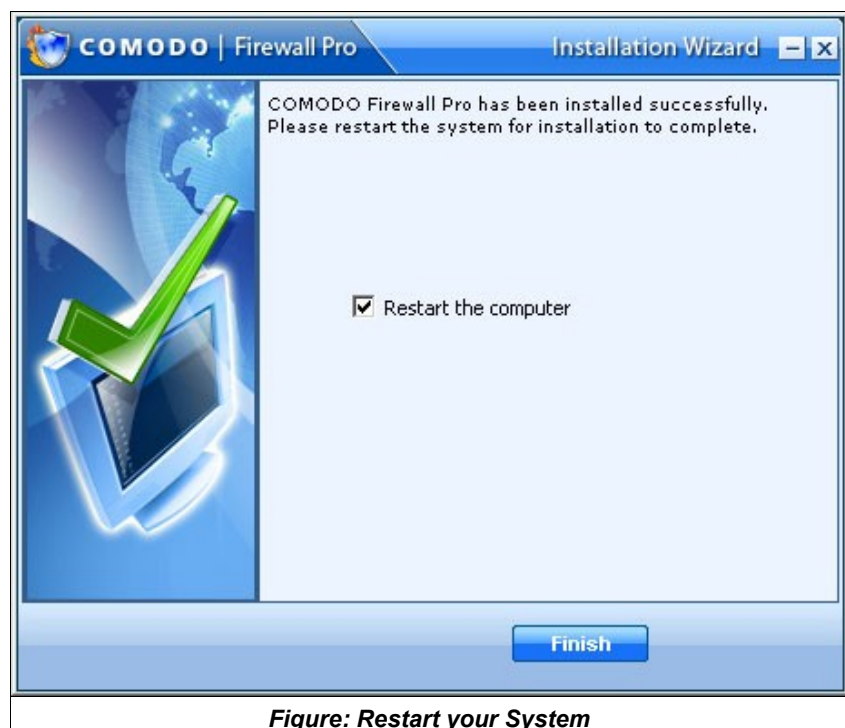 COMODO | Firewall Pro
Installation Wizard
COMODO Firewall Pro has been installed successfully.
Please restart the system for installation to complete.
Restart the computer
Finish
Figure: Restart your System